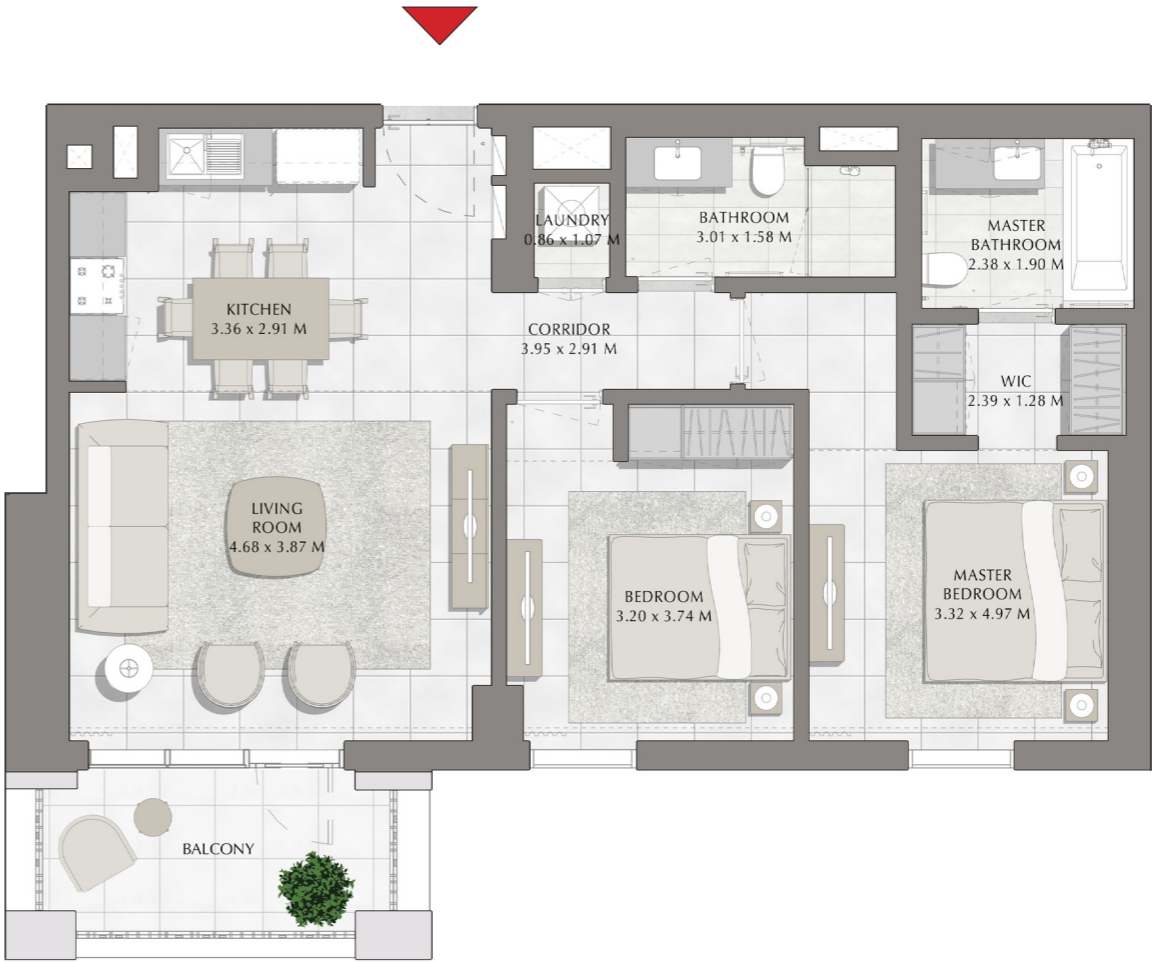 LAUNDRY
0.86 x 1.07 M
BATHROOM
3.01 x 1.58 M
MASTER
BATHROOM
2.38 x 1.90 M
KITCHEN
3.36 x 2.91 M
CORRIDOR
3.95 x 2.91 M
WIC
2.39 x 1.28 M
LIVING
ROOM
4.68 x 3.87 M
BEDROOM
3.20 x 3.74 M
MASTER
BEDROOM
3.32 x 4.97 M
BALCONY